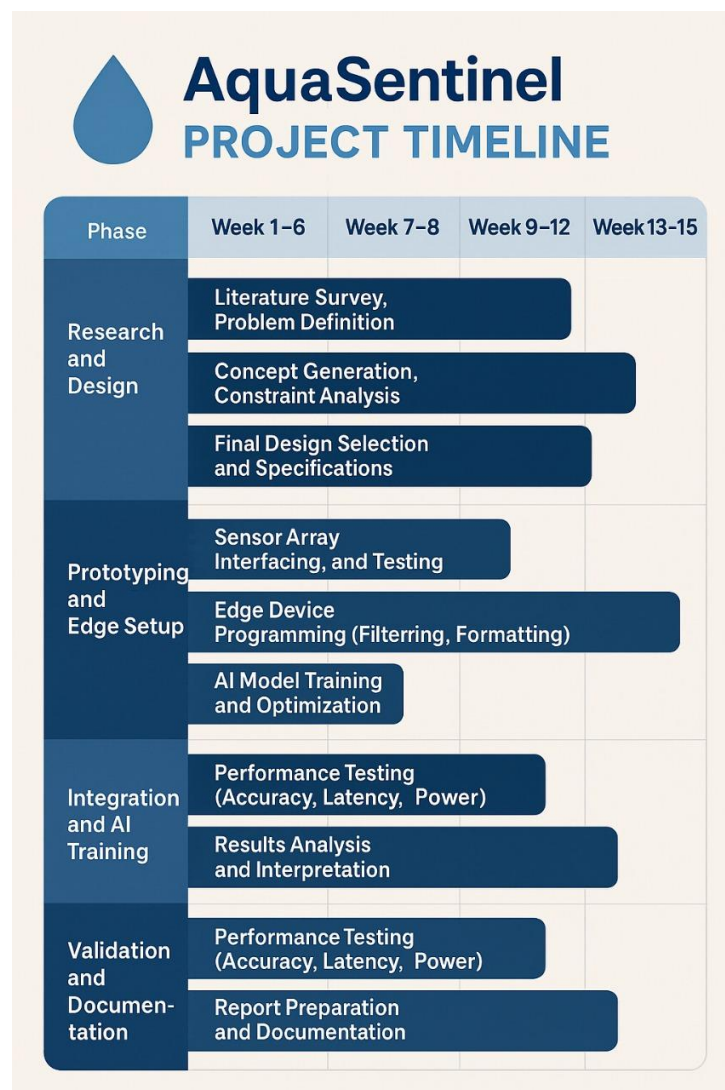 AquaSentinel
PROJECT TIMELINE
Phase
Week 1–6
Week 7–8
Week 9–12
Week 13-15
Research
and
Design
Literature Survey,
Problem Definition
Concept Generation,
Constraint Analysis
Final Design Selection
and Specifications
Prototyping
and
Edge Setup
Sensor Array
Interfacing, and Testing
Edge Device
Programming (Filterring, Formatting)
AI Model Training
and Optimization
Integration
and AI
Training
Performance Testing
(Accuracy, Latency, Power)
Results Analysis
and Interpretation
Validation
and
Documen-
tation
Performance Testing
(Accuracy, Latency, Power)
Report Preparation
and Documentation